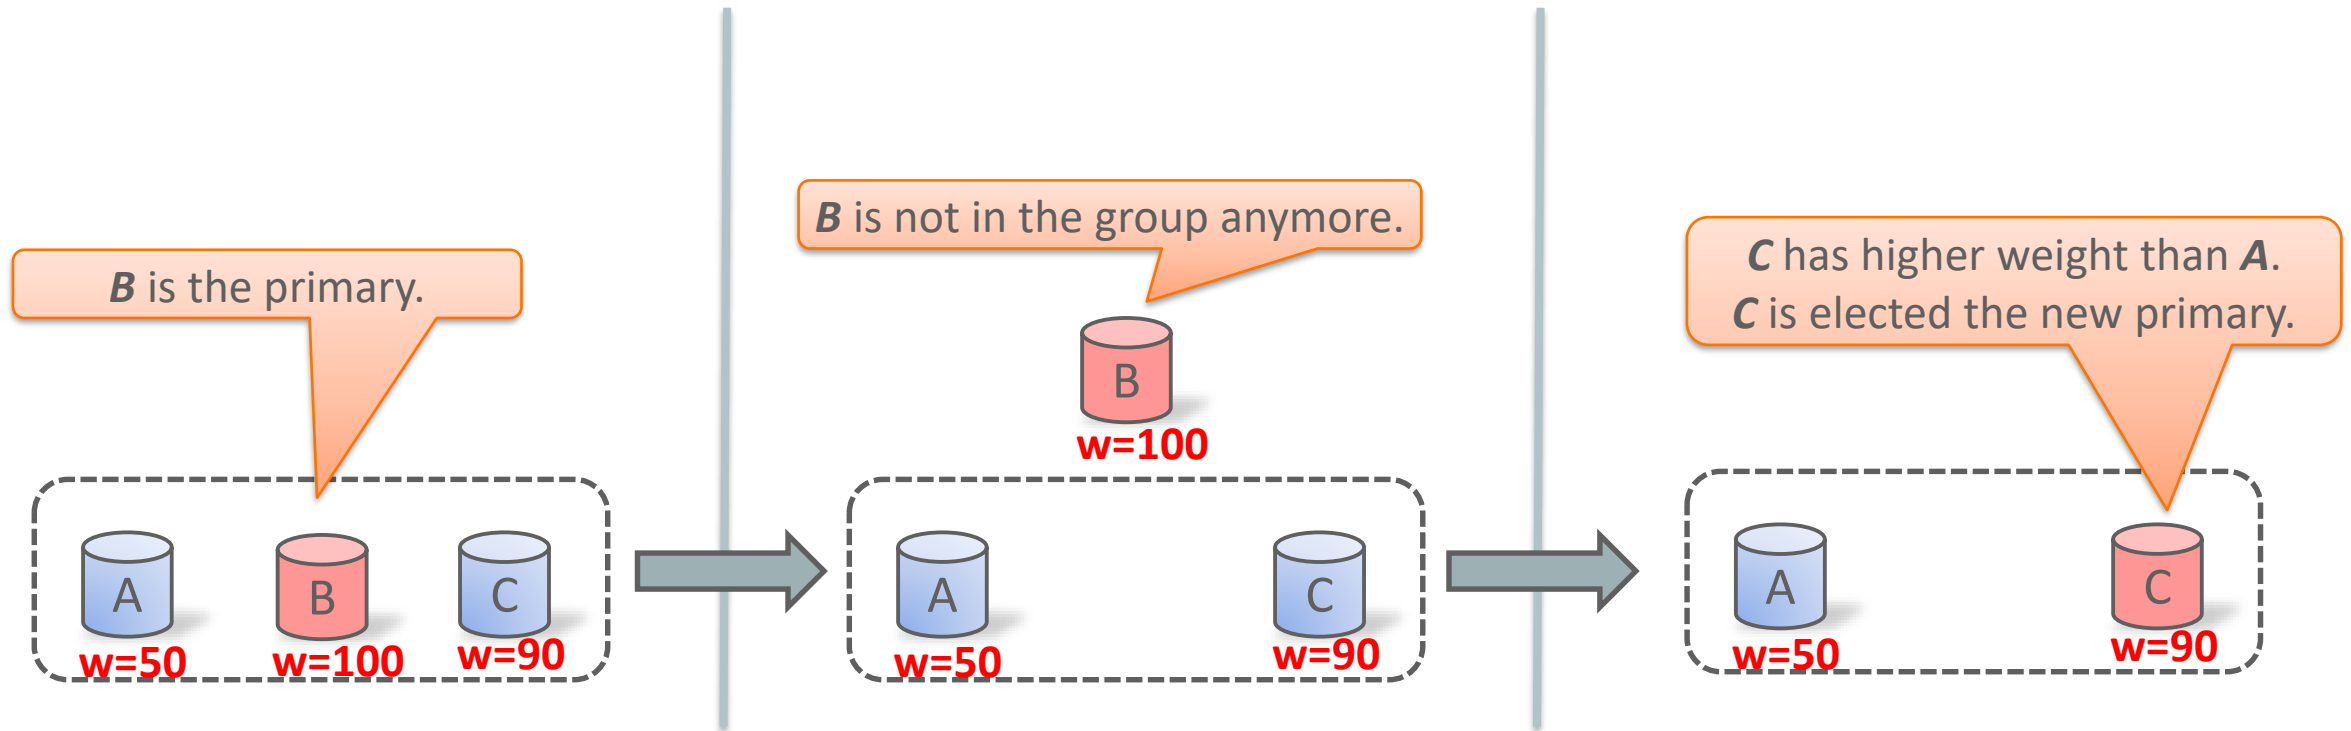 B is the primary.
A
B
C
w=50
w=100
w=90
B is not in the group anymore.
B
w=100
A
C
w=50
w=90
C has higher weight than A.
C is elected the new primary.
A
C
w=50
w=90